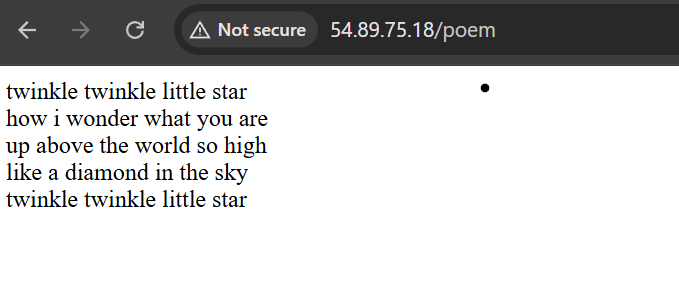 Not secure 54.89.75.18/poem
twinkle twinkle little star
how i wonder what you are
up above the world so high
like a diamond in the sky
twinkle twinkle little star